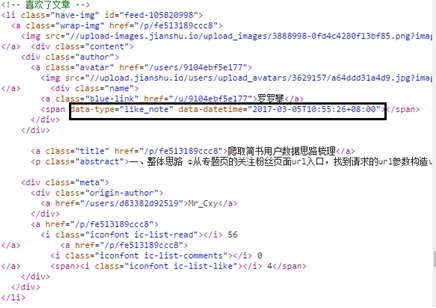 <!-- 喜欢了文章 -->
<li class="have-img" id="feed-105820998">
<a class="wrap-img" href="/p/fe513189ccc8">
<img src="//upload-images.jianshu.io/upload_images/3888998-0fd4c4280f13bf85.png?imag
</a> <div class="content">
<div class="author">
<a class="avatar" href="/users/9104ebf5e177">
<img src="//upload.jianshu.io/users/upload_avatars/3629157/a64ddd31a4d9.jpg?imag
</a> <div class="name">
<a class="blue-link" href="/u/9104ebf5e177">罗罗攀</a>
<span data-type="like_note" data-datetime="2017-03-05T10:55:26+08:00"></span>
</div>
</div>
<a class="title" href="/p/fe513189ccc8">爬取简书用户数据思路梳理</a>
<p class="abstract">一、整体思路 从专题页的关注粉丝页面url入口，找到请求的url参数构造u
<div class="meta">
<div class="origin-author">
<a href="/users/d83382d92519">Mr_Cxy</a>
</div>
<a href="/p/fe513189ccc8">
<i class="iconfont ic-list-read"></i> 56
</a> <a href="/p/fe513189ccc8">
<i class="iconfont ic-list-comments"></i> 0
</a> <span><i class="iconfont ic-list-like"></i> 4</span>
</div>
</div>
</li>